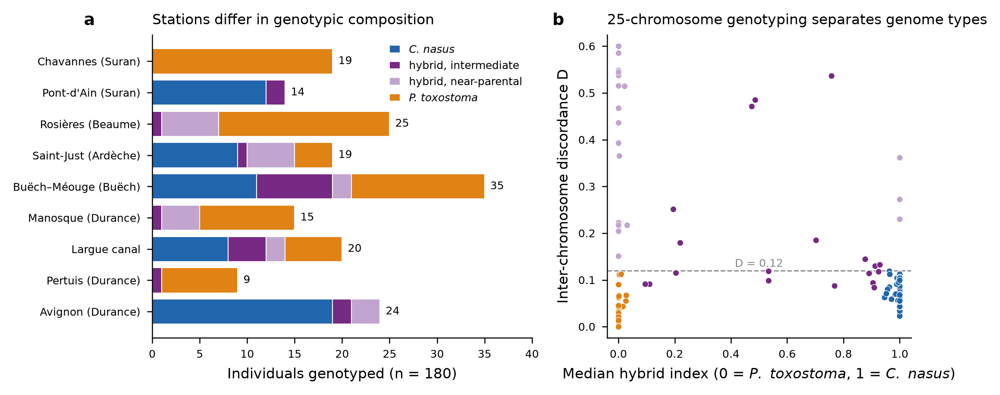 a
Stations differ in genotypic composition
C. nasus
hybrid, intermediate
hybrid, near-parental
P. toxostoma
Chavannes (Suran)
19
Pont-d'Ain (Suran)
14
Rosières (Beaume)
25
Saint-Just (Ardèche)
19
Buëch–Méouge (Buëch)
35
Manosque (Durance)
15
Largue canal
20
Pertuis (Durance)
9
Avignon (Durance)
24
0 5 10 15 20 25 30 35 40
Individuals genotyped (n = 180)
b
25-chromosome genotyping separates genome types
Inter-chromosome discordance D
0.6
0.5
0.4
0.3
0.2
0.1
0.0
D = 0.12
0.0 0.2 0.4 0.6 0.8 1.0
Median hybrid index (0 = P. toxostoma, 1 = C. nasus)